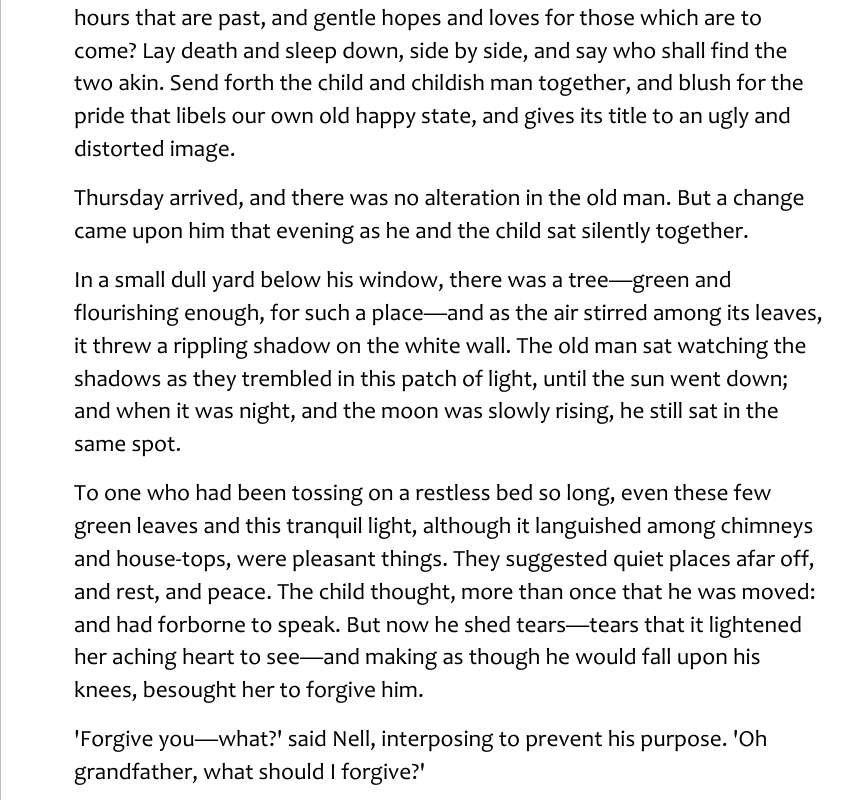 hours that are past, and gentle hopes and loves for those which are to
come? Lay death and sleep down, side by side, and say who shall find the
two akin. Send forth the child and childish man together, and blush for the
pride that libels our own old happy state, and gives its title to an ugly and
distorted image.
Thursday arrived, and there was no alteration in the old man. But a change
came upon him that evening as he and the child sat silently together.
In a small dull yard below his window, there was a tree—green and
flourishing enough, for such a place—and as the air stirred among its leaves,
it threw a rippling shadow on the white wall. The old man sat watching the
shadows as they trembled in this patch of light, until the sun went down;
and when it was night, and the moon was slowly rising, he still sat in the
same spot.
To one who had been tossing on a restless bed so long, even these few
green leaves and this tranquil light, although it languished among chimneys
and house-tops, were pleasant things. They suggested quiet places afar off,
and rest, and peace. The child thought, more than once that he was moved:
and had forborne to speak. But now he shed tears—tears that it lightened
her aching heart to see—and making as though he would fall upon his
knees, besought her to forgive him.
'Forgive you—what?' said Nell, interposing to prevent his purpose. 'Oh
grandfather, what should I forgive?'